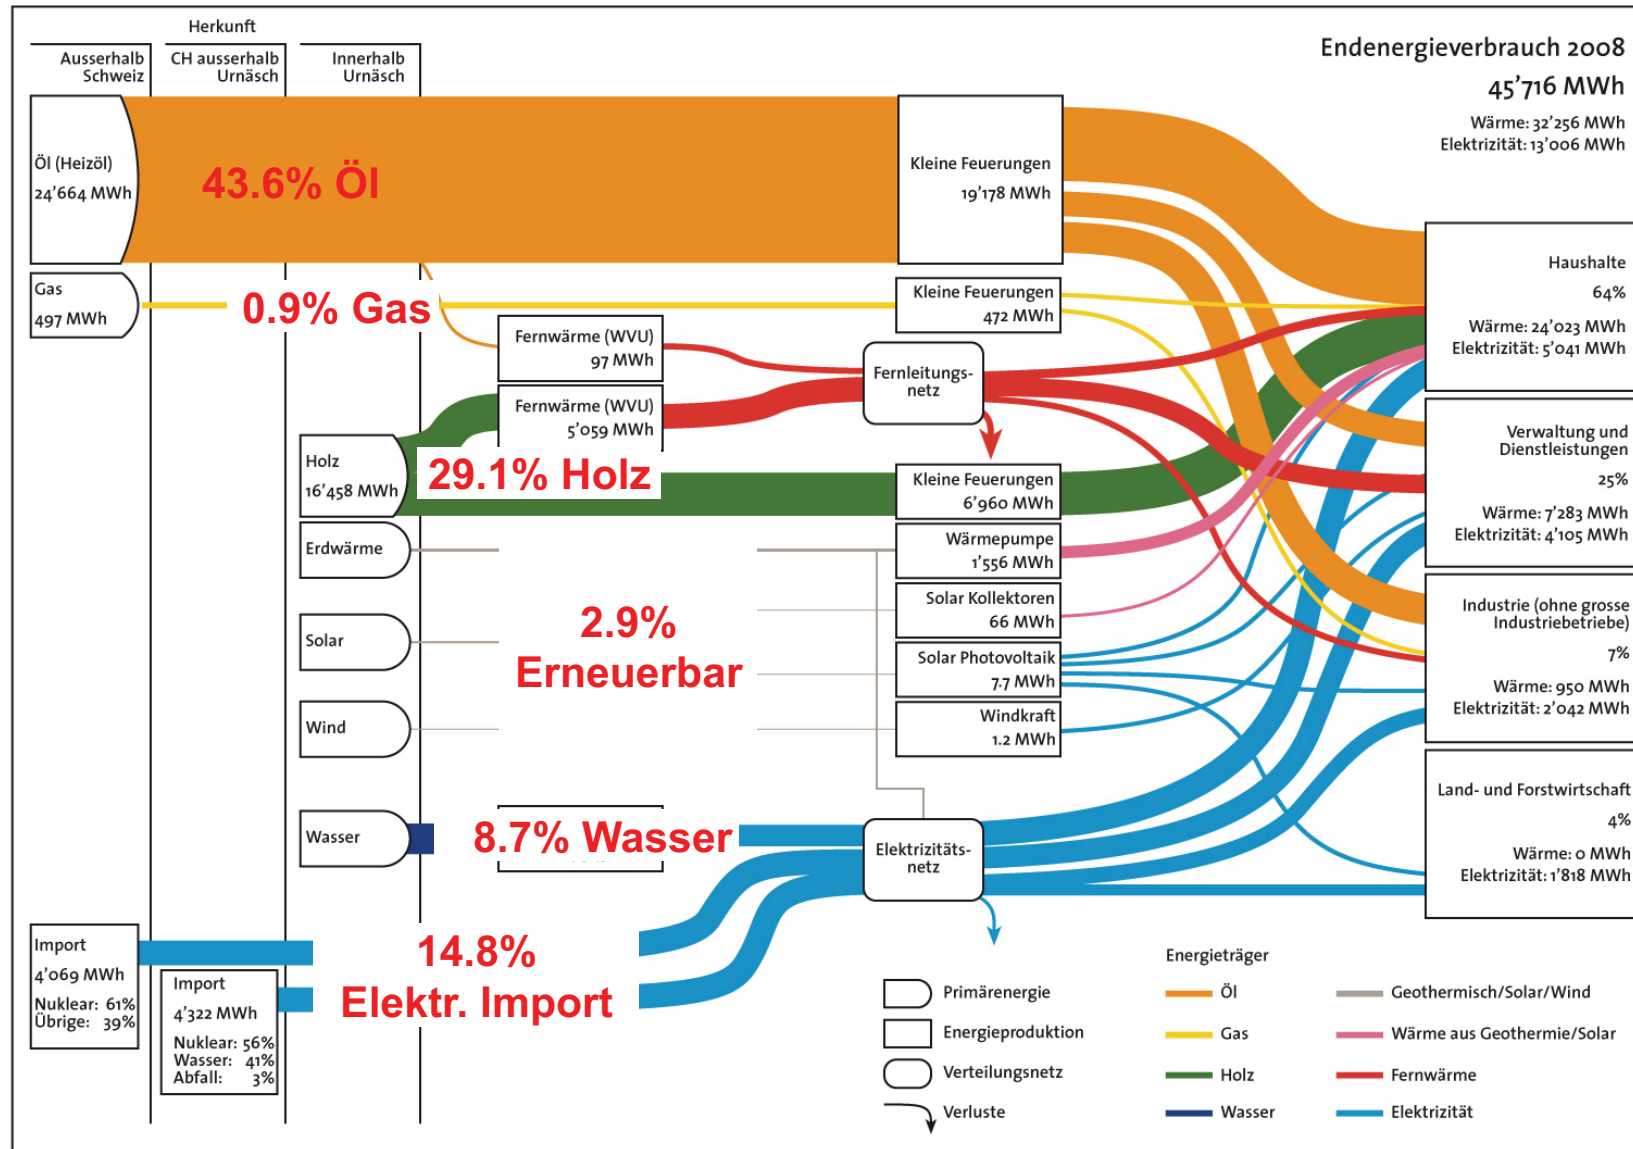 Herkunft
Ausserhalb
Schweiz
CH ausserhalb
Urnäsch
Innerhalb
Urnäsch
Endenergieverbrauch 2008
45’716 MWh
Wärme: 32’256 MWh
Elektrizität: 13’006 MWh
Öl (Heizöl)
24’664 MWh
43.6% Öl
Kleine Feuerungen
19’178 MWh
Gas
497 MWh
0.9% Gas
Kleine Feuerungen
472 MWh
Fernwärme (WVU)
97 MWh
Fernwärme (WVU)
5’059 MWh
Fernleitungs-
netz
Holz
16’458 MWh
29.1% Holz
Kleine Feuerungen
6’960 MWh
Erdwärme
Wärmepumpe
1’556 MWh
Solar
2.9%
Erneuerbar
Solar Kollektoren
66 MWh
Solar Photovoltaik
7.7 MWh
Wind
Windkraft
1.2 MWh
Wasser
8.7% Wasser
Elektrizitäts-
netz
Import
4’069 MWh
Nuklear: 61%
Übrige: 39%
Import
4’322 MWh
Nuklear: 56%
Wasser: 41%
Abfall: 3%
14.8%
Elektr. Import
Haushalte
64%
Wärme: 24’023 MWh
Elektrizität: 5’041 MWh
Verwaltung und
Dienstleistungen
25%
Wärme: 7’283 MWh
Elektrizität: 4’105 MWh
Industrie (ohne grosse
Industriebetriebe)
7%
Wärme: 950 MWh
Elektrizität: 2’042 MWh
Land- und Forstwirtschaft
4%
Wärme: 0 MWh
Elektrizität: 1’818 MWh
Primärenergie
Energieproduktion
Verteilungsnetz
Verluste
Energieträger
Öl
Gas
Holz
Wasser
Geothermisch/Solar/Wind
Wärme aus Geothermie/Solar
Fernwärme
Elektrizität